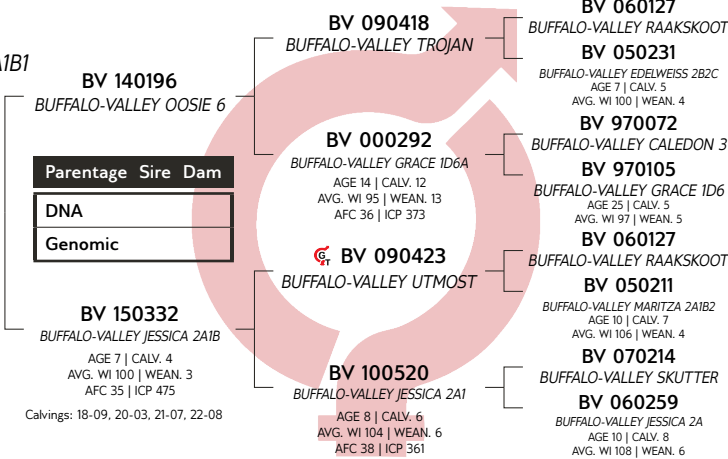 A1B1
BV 140196
BUFFALO-VALLEY OOSIE 6
Parentage Sire Dam
DNA
Genomic
BV 150332
BUFFALO-VALLEY JESSICA 2A1B
AGE 7 | CALV. 4
AVG. WI 100 | WEAN. 3
AFC 35 | ICP 475
Calvings: 18-09, 20-03, 21-07, 22-08
BV 090418
BUFFALO-VALLEY TROJAN
BV 000292
BUFFALO-VALLEY GRACE 1D6A
AGE 14 | CALV. 12
AVG. WI 95 | WEAN. 13
AFC 36 | ICP 373
GT BV 090423
BUFFALO-VALLEY UTMOST
BV 100520
BUFFALO-VALLEY JESSICA 2A1
AGE 8 | CALV. 6
AVG. WI 104 | WEAN. 6
AFC 38 | ICP 361
BV 060127
BUFFALO-VALLEY RAAKSKOOT
BV 050231
BUFFALO-VALLEY EDELWEISS 2B2C
AGE 7 | CALV. 5
AVG. WI 100 | WEAN. 4
BV 970072
BUFFALO-VALLEY CALEDON 3
BV 970105
BUFFALO-VALLEY GRACE 1D6
AGE 25 | CALV. 5
AVG. WI 97 | WEAN. 5
BV 060127
BUFFALO-VALLEY RAAKSKOOT
BV 050211
BUFFALO-VALLEY MARITZA 2A1B2
AGE 10 | CALV. 7
AVG. WI 106 | WEAN. 4
BV 070214
BUFFALO-VALLEY SKUTTER
BV 060259
BUFFALO-VALLEY JESSICA 2A
AGE 10 | CALV. 8
AVG. WI 108 | WEAN. 6